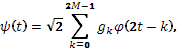 ψ(t) = √2 ∑_{k=0}^{2M−1} g_k φ(2t − k),